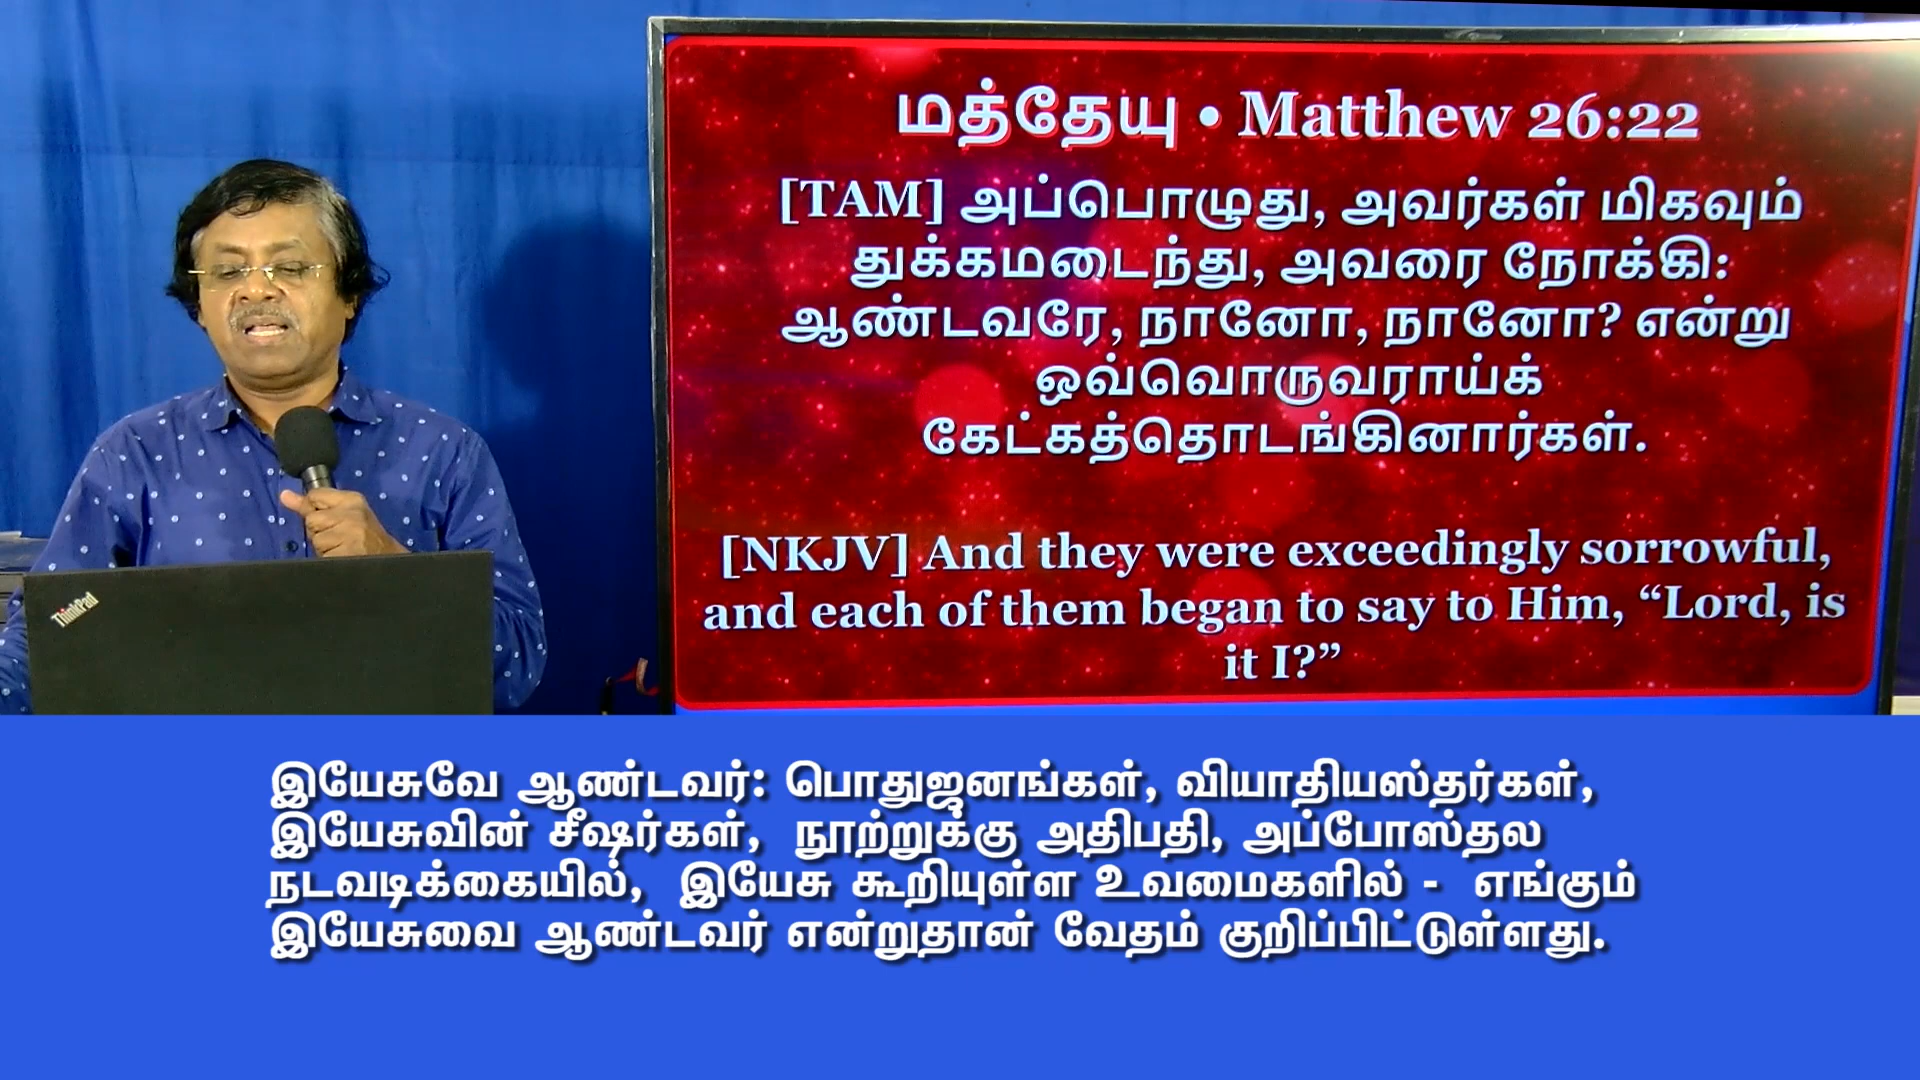 மத்தேயு • Matthew 26:22
[TAM] அப்பொழுது, அவர்கள் மிகவும்
துக்கமடைந்து, அவரை நோக்கி:
ஆண்டவரே, நானோ, நானோ? என்று
ஒவ்வொருவராய்க்
கேட்கத்தொடங்கினார்கள்.
[NKJV] And they were exceedingly sorrowful,
and each of them began to say to Him, “Lord, is
it I?”
ThinkPad
இயேசுவே ஆண்டவர்: பொதுஜனங்கள், வியாதியஸ்தர்கள்,
இயேசுவின் சீஷர்கள், நூற்றுக்கு அதிபதி, அப்போஸ்தல
நடவடிக்கையில், இயேசு கூறியுள்ள உவமைகளில் - எங்கும்
இயேசுவை ஆண்டவர் என்றுதான் வேதம் குறிப்பிட்டுள்ளது.